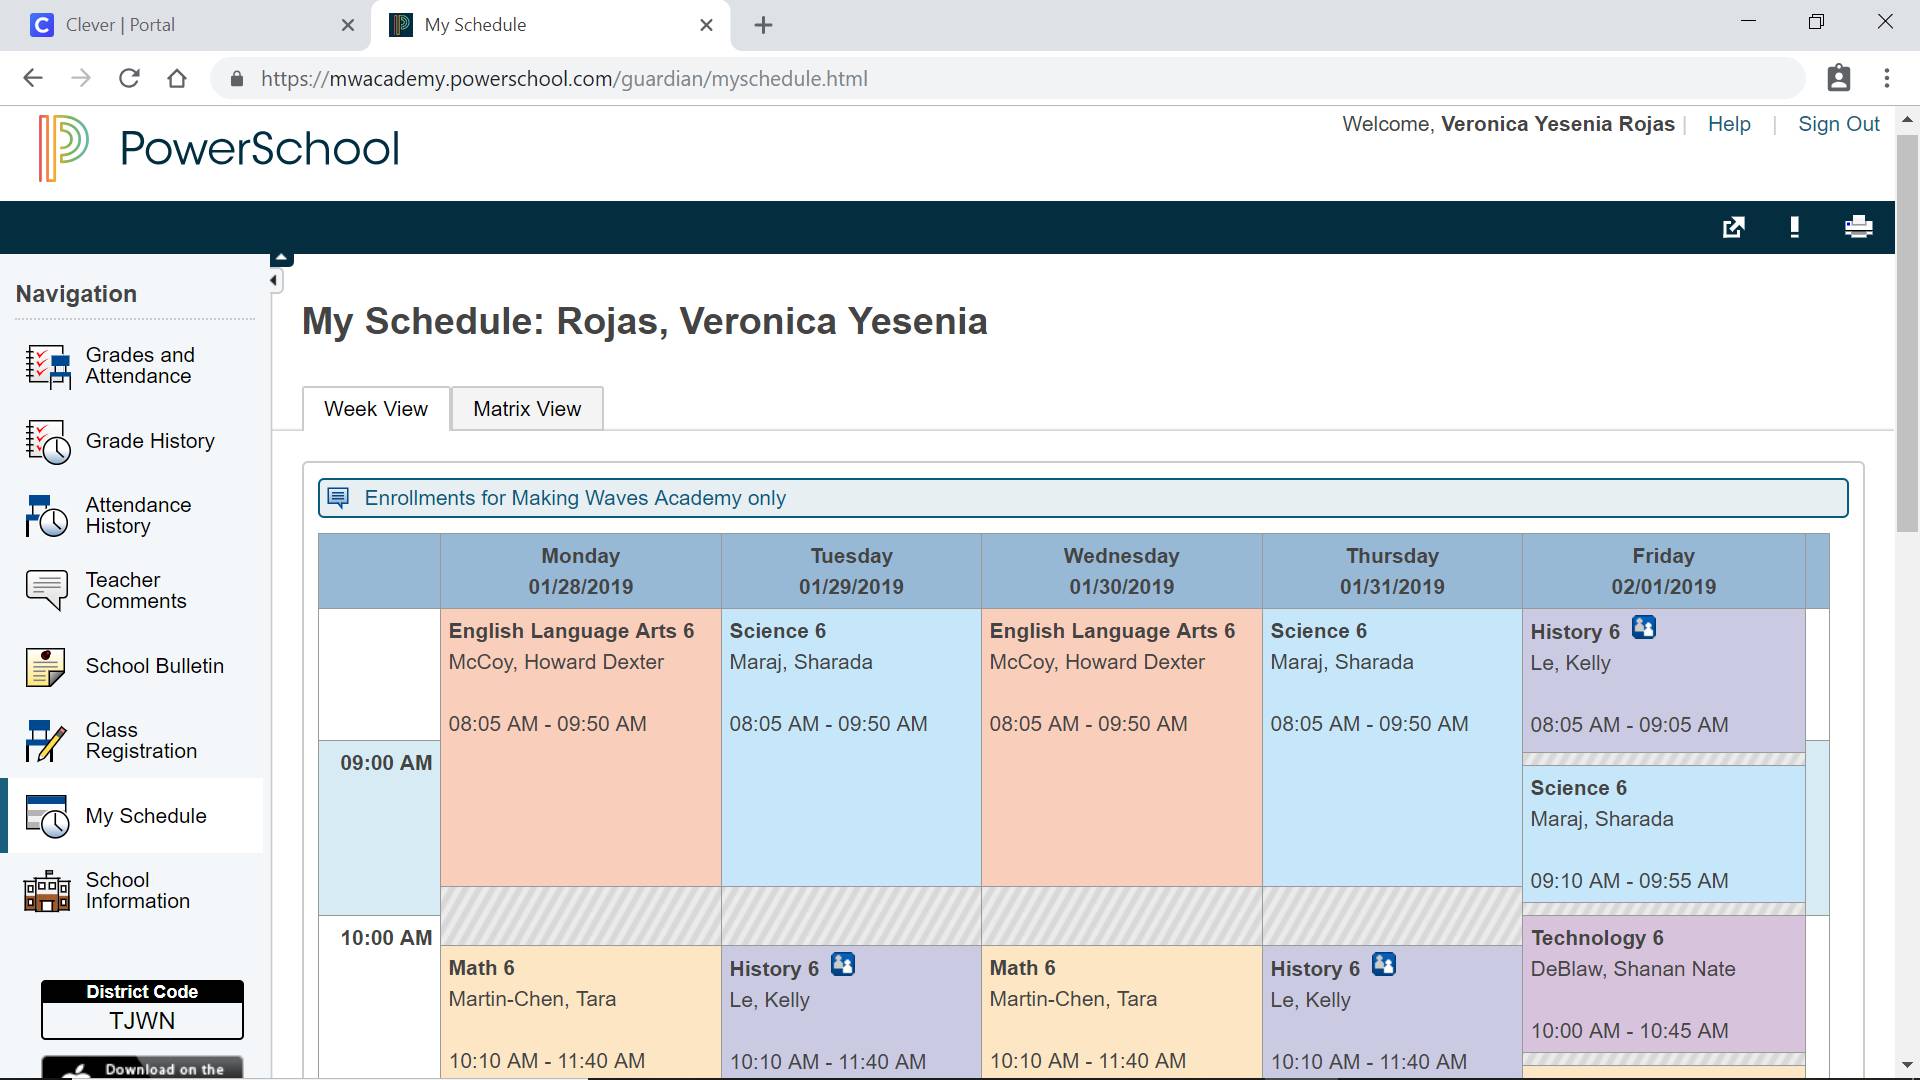 Clever | Portal
My Schedule
https://mwacademy.powerschool.com/guardian/myschedule.html
PowerSchool
Welcome, Veronica Yesenia Rojas | Help | Sign Out
Navigation
Grades and
Attendance
Grade History
Attendance
History
Teacher
Comments
School Bulletin
Class
Registration
My Schedule
School
Information
District Code
TJWN
Download on the
My Schedule: Rojas, Veronica Yesenia
Week View
Matrix View
Enrollments for Making Waves Academy only
Monday
01/28/2019
Tuesday
01/29/2019
Wednesday
01/30/2019
Thursday
01/31/2019
Friday
02/01/2019
09:00 AM
10:00 AM
English Language Arts 6
McCoy, Howard Dexter
08:05 AM - 09:50 AM
Math 6
Martin-Chen, Tara
10:10 AM - 11:40 AM
Science 6
Maraj, Sharada
08:05 AM - 09:50 AM
History 6
Le, Kelly
10:10 AM - 11:40 AM
English Language Arts 6
McCoy, Howard Dexter
08:05 AM - 09:50 AM
Math 6
Martin-Chen, Tara
10:10 AM - 11:40 AM
Science 6
Maraj, Sharada
08:05 AM - 09:50 AM
History 6
Le, Kelly
10:10 AM - 11:40 AM
History 6
Le, Kelly
08:05 AM - 09:05 AM
Science 6
Maraj, Sharada
09:10 AM - 09:55 AM
Technology 6
DeBlaw, Shanan Nate
10:00 AM - 10:45 AM